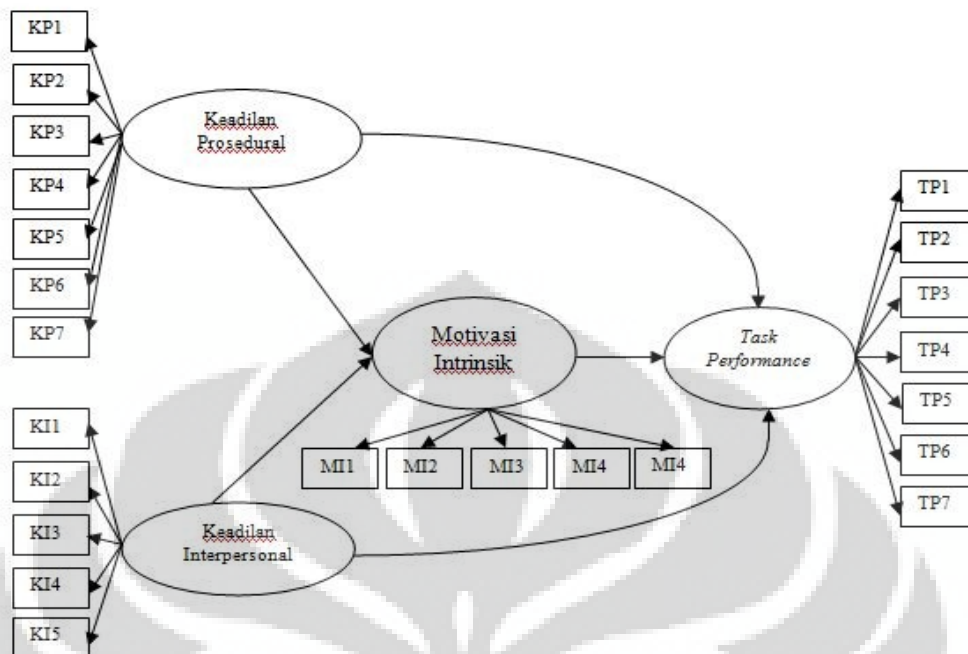 KP1
KP2
KP3
KP4
KP5
KP6
KP7
Keadilan
Prosedural
Motivasi
Intrinsik
Task
Performance
TP1
TP2
TP3
TP4
TP5
TP6
TP7
MI1
MI2
MI3
MI4
MI4
KI1
KI2
KI3
KI4
KI5
Keadilan
Interpersonal